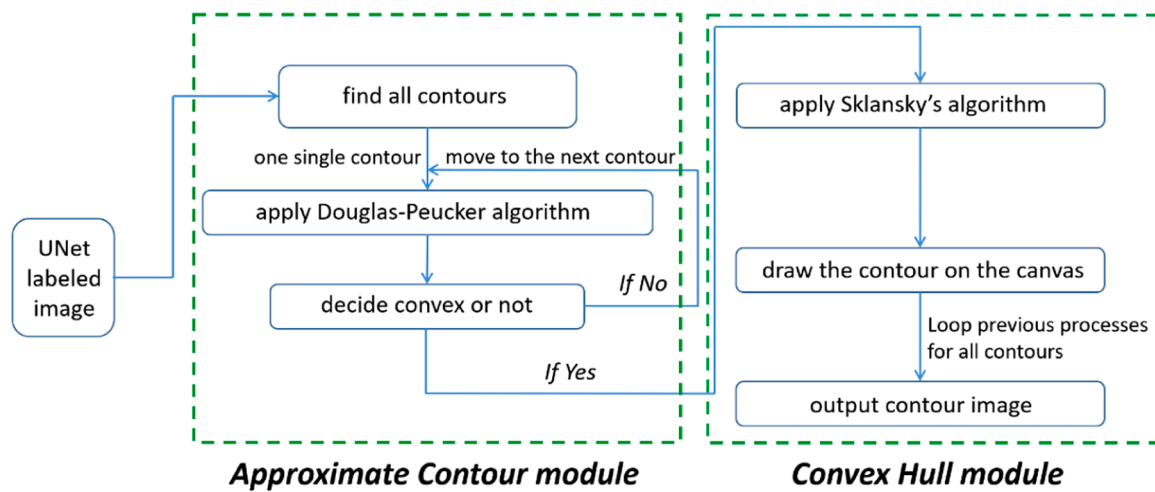 UNet
labeled
image
find all contours
one single contour
move to the next contour
apply Douglas-Peucker algorithm
decide convex or not
If No
If Yes
Approximate Contour module
apply Sklansky’s algorithm
draw the contour on the canvas
Loop previous processes
for all contours
output contour image
Convex Hull module